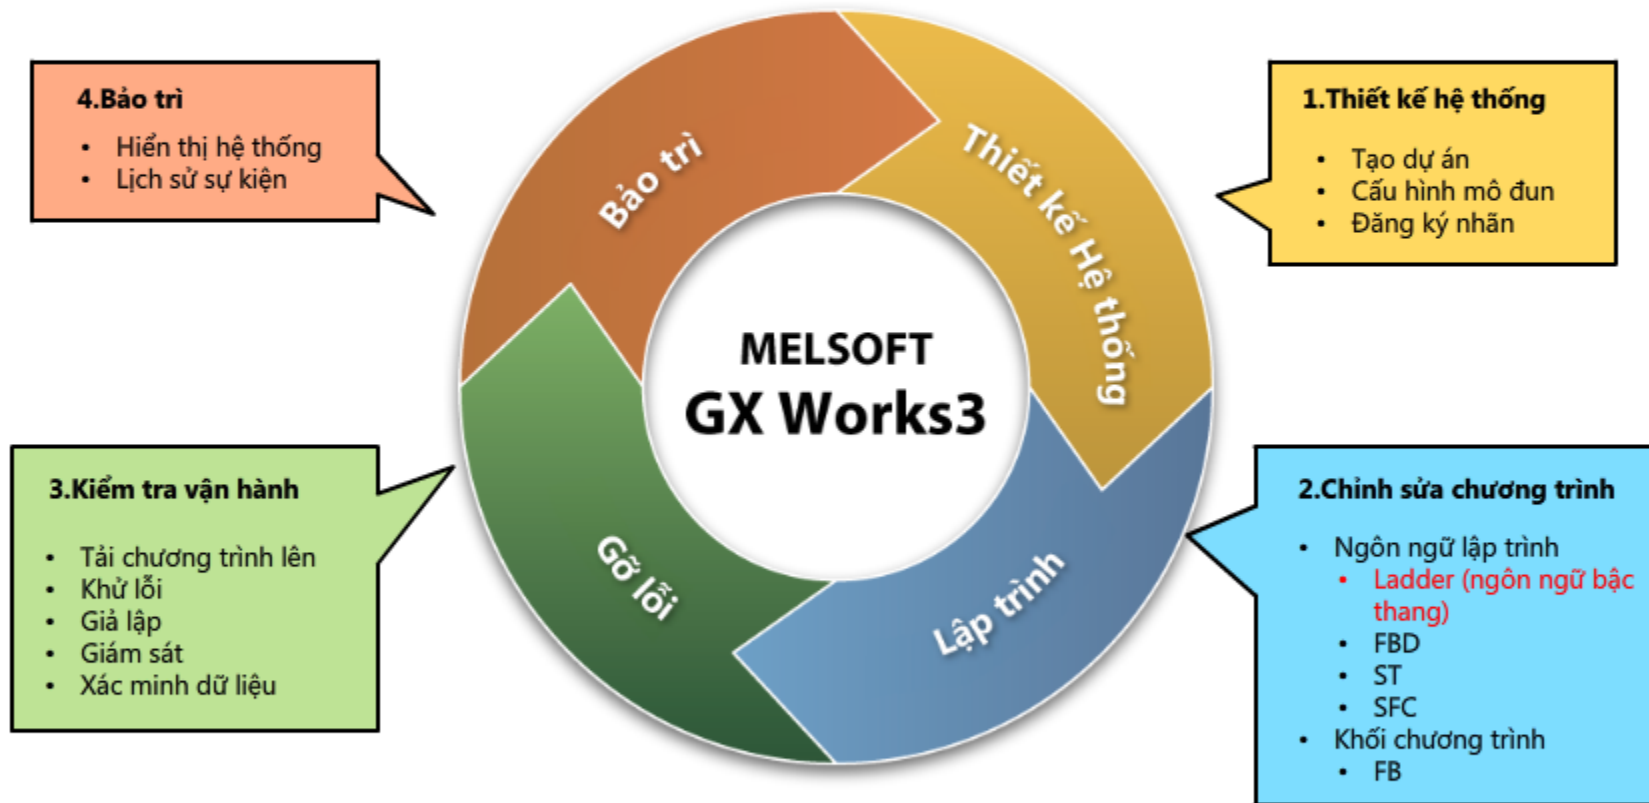 4.Bảo trì
• Hiển thị hệ thống
• Lịch sử sự kiện
1.Thiết kế hệ thống
• Tạo dự án
• Cấu hình mô đun
• Đăng ký nhãn
Bảo trì
Thiết kế Hệ thống
MELSOFT
GX Works3
Gỡ lỗi
Lập trình
3.Kiểm tra vận hành
• Tải chương trình lên
• Khử lỗi
• Giả lập
• Giám sát
• Xác minh dữ liệu
2.Chỉnh sửa chương trình
• Ngôn ngữ lập trình
• Ladder (ngôn ngữ bậc
thang)
• FBD
• ST
• SFC
• Khối chương trình
• FB